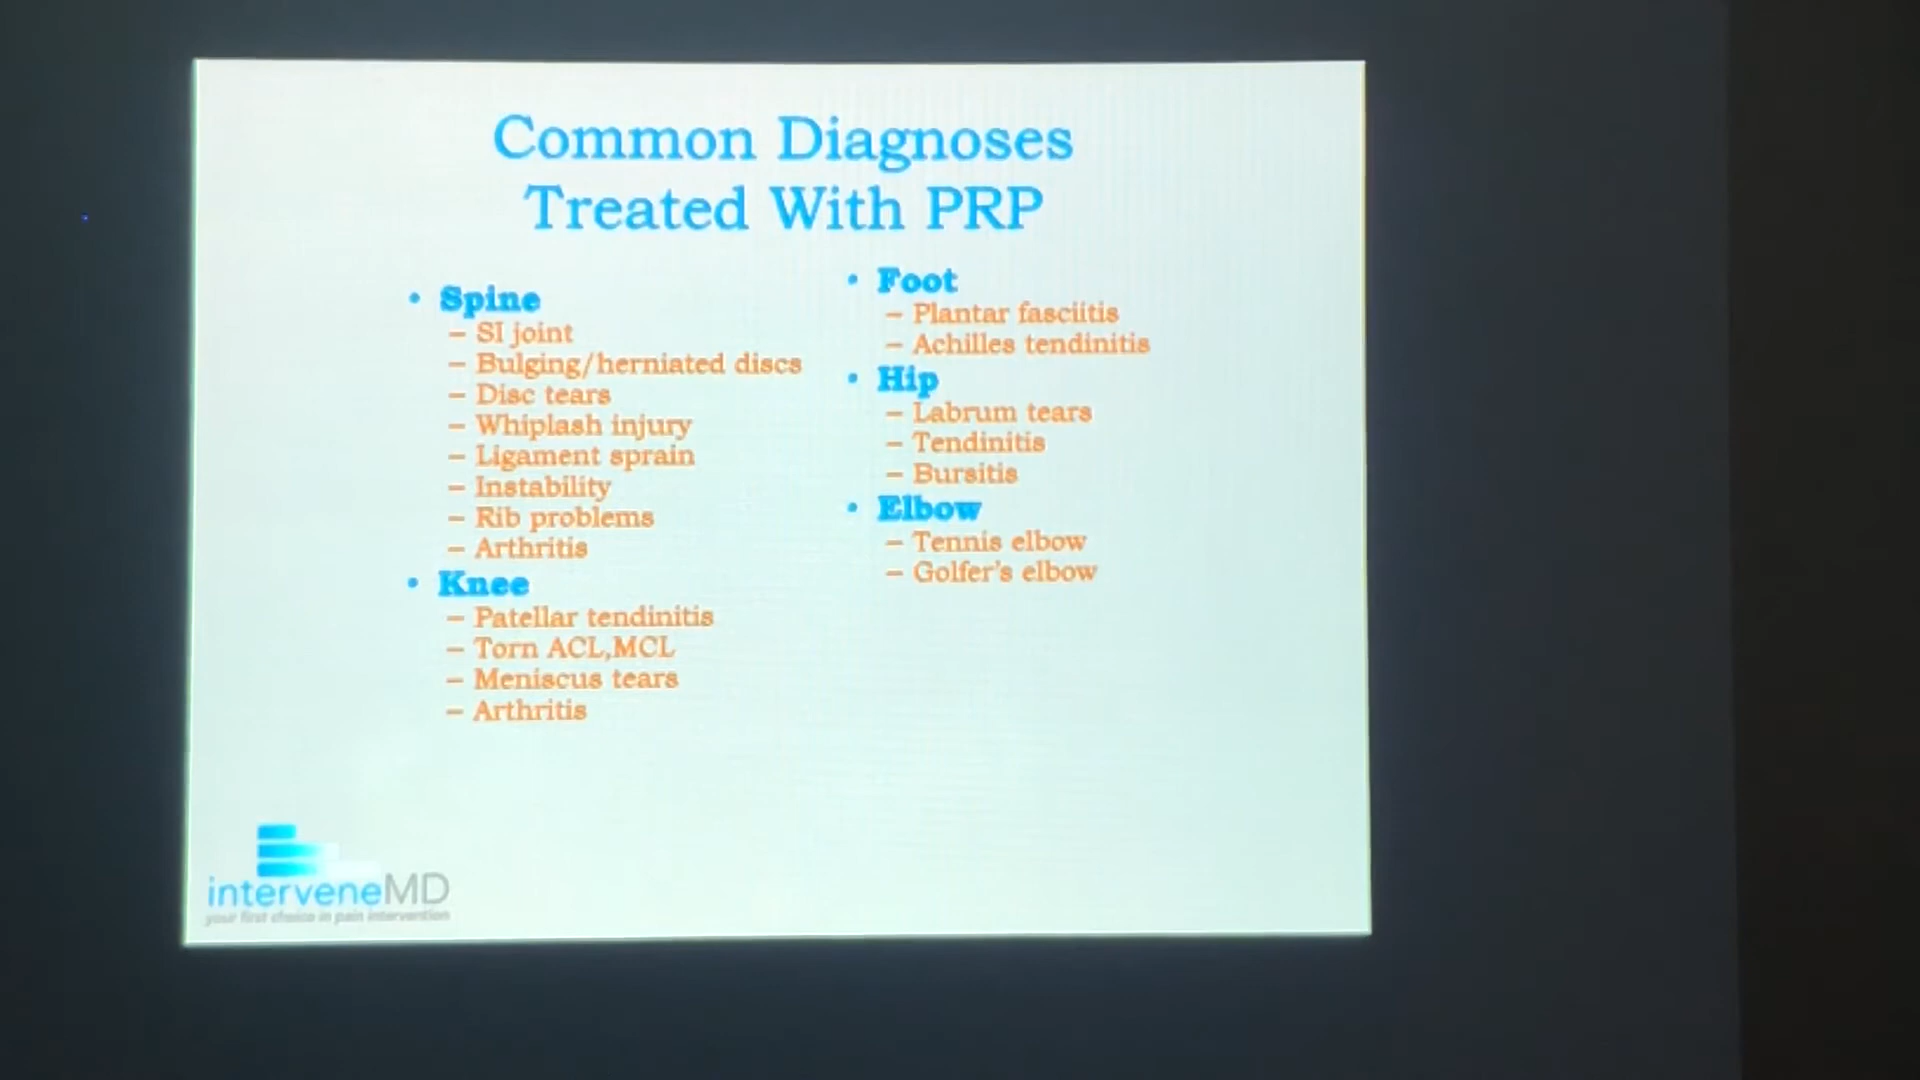 Common Diagnoses
Treated With PRP
• Spine
– SI joint
– Bulging/herniated discs
– Disc tears
– Whiplash injury
– Ligament sprain
– Instability
– Rib problems
– Arthritis
• Knee
– Patellar tendinitis
– Torn ACL,MCL
– Meniscus tears
– Arthritis
• Foot
– Plantar fasciitis
– Achilles tendinitis
• Hip
– Labrum tears
– Tendinitis
– Bursitis
• Elbow
– Tennis elbow
– Golfer's elbow
interveneMD
your first choice in pain intervention